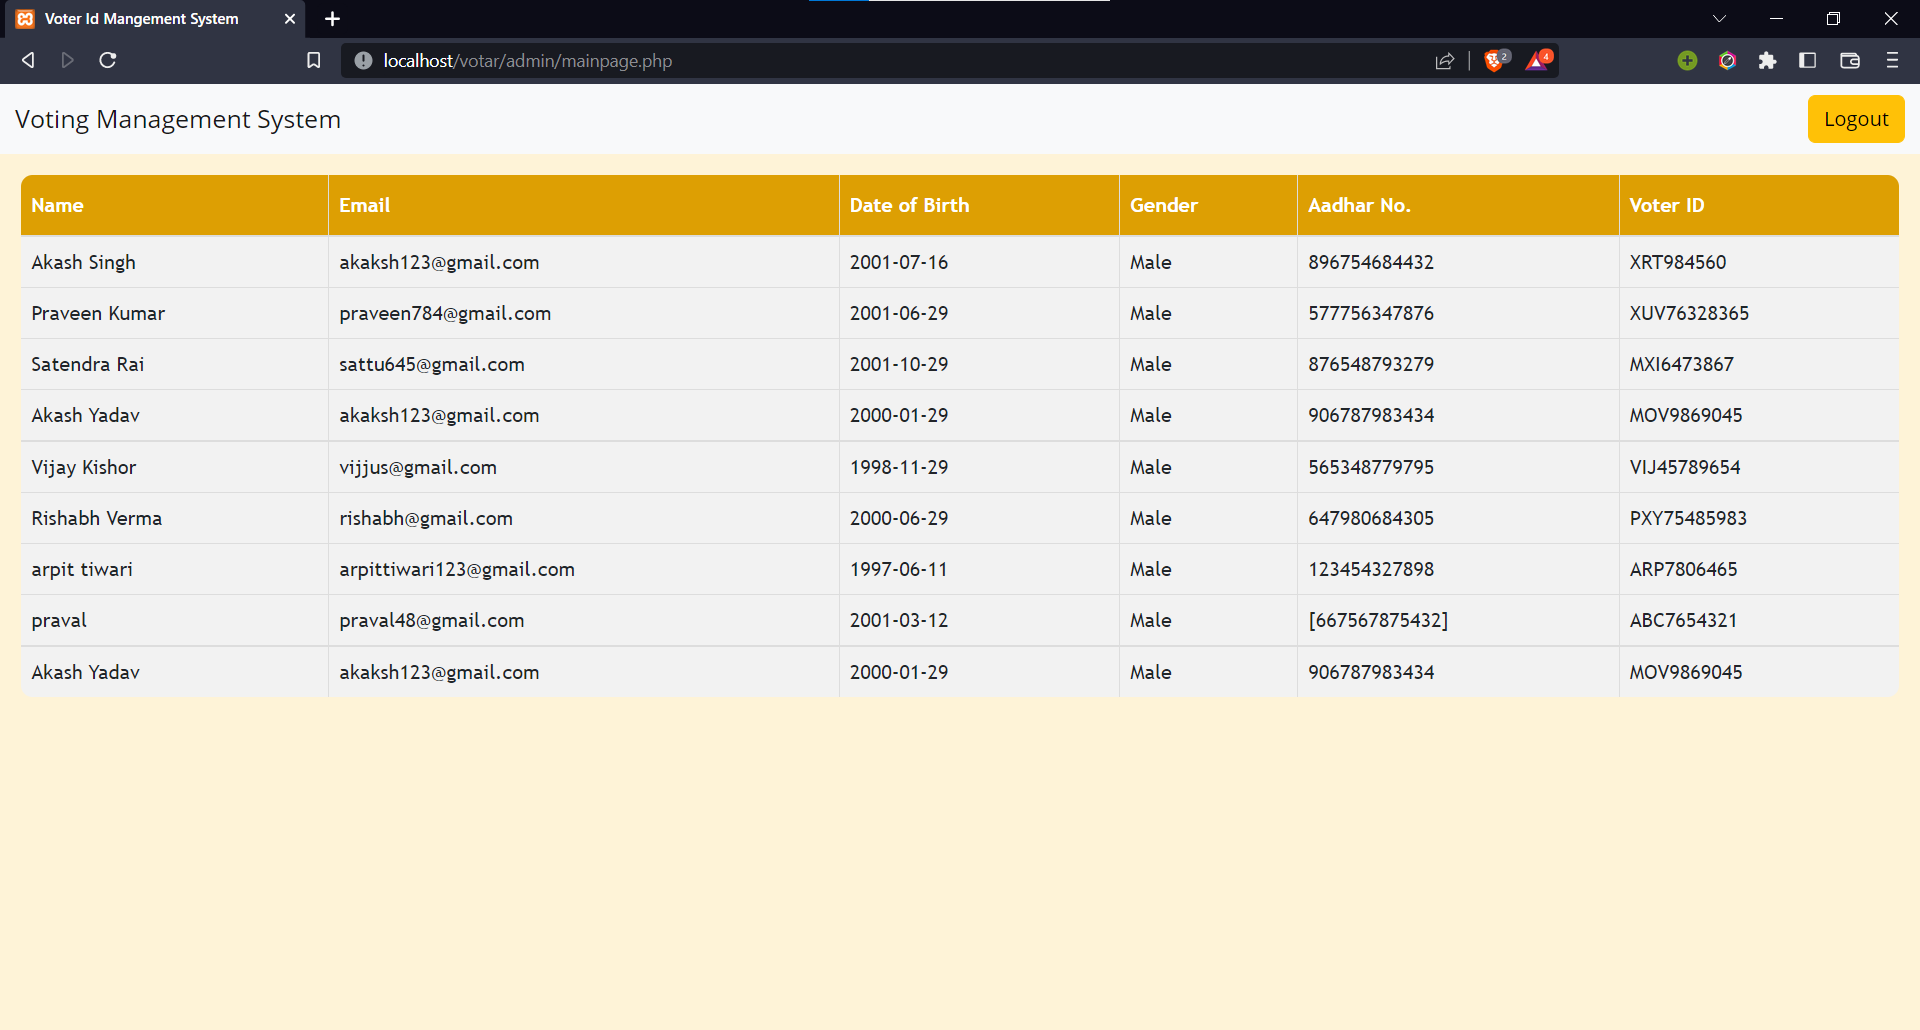 Voter Id Mangement System
localhost/votar/admin/mainpage.php
2
4
Voting Management System
Logout
Name Email Date of Birth Gender Aadhar No. Voter ID
Akash Singh akaksh123@gmail.com 2001-07-16 Male 896754684432 XRT984560
Praveen Kumar praveen784@gmail.com 2001-06-29 Male 577756347876 XUV76328365
Satendra Rai sattu645@gmail.com 2001-10-29 Male 876548793279 MXI6473867
Akash Yadav akaksh123@gmail.com 2000-01-29 Male 906787983434 MOV9869045
Vijay Kishor vijjus@gmail.com 1998-11-29 Male 565348779795 VIJ45789654
Rishabh Verma rishabh@gmail.com 2000-06-29 Male 647980684305 PXY75485983
arpit tiwari arpittiwari123@gmail.com 1997-06-11 Male 123454327898 ARP7806465
praval praval48@gmail.com 2001-03-12 Male [667567875432] ABC7654321
Akash Yadav akaksh123@gmail.com 2000-01-29 Male 906787983434 MOV9869045